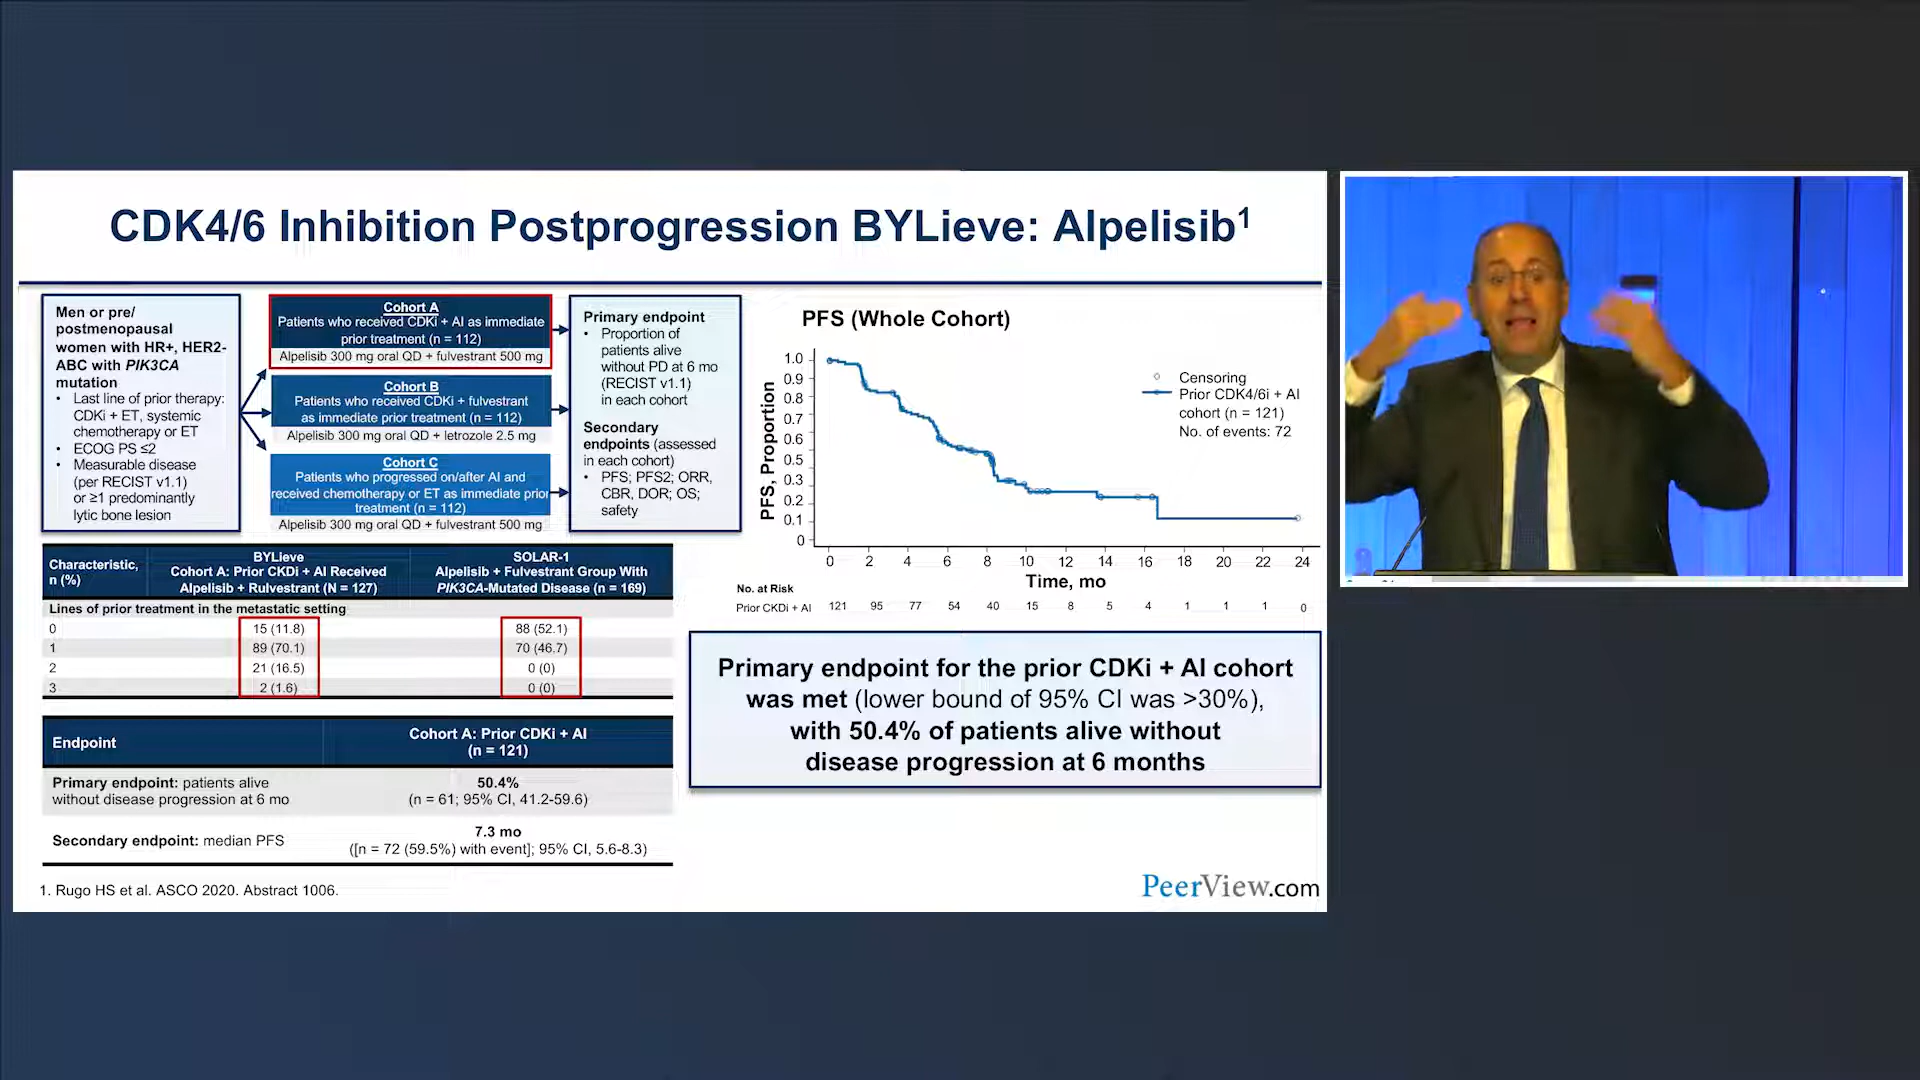 CDK4/6 Inhibition Postprogression BYLieve: Alpelisib1
Men or pre/
postmenopausal
women with HR+, HER2-
ABC with PIK3CA
mutation
• Last line of prior therapy:
CDKi + ET, systemic
chemotherapy or ET
• ECOG PS ≤2
• Measurable disease
(per RECIST v1.1)
or ≥1 predominantly
lytic bone lesion
Cohort A
Patients who received CDKi + AI as immediate
prior treatment (n = 112)
Alpelisib 300 mg oral QD + fulvestrant 500 mg
Cohort B
Patients who received CDKi + fulvestrant
as immediate prior treatment (n = 112)
Alpelisib 300 mg oral QD + letrozole 2.5 mg
Cohort C
Patients who progressed on/after AI and
received chemotherapy or ET as immediate prior
treatment (n = 112)
Alpelisib 300 mg oral QD + fulvestrant 500 mg
Primary endpoint
• Proportion of
patients alive
without PD at 6 mo
(RECIST v1.1)
in each cohort
Secondary
endpoints (assessed
in each cohort)
• PFS; PFS2; ORR,
CBR, DOR; OS;
safety
PFS (Whole Cohort)
PFS, Proportion
1.0
0.9
0.8
0.7
0.6
0.5
0.3
0.2
0.1
0
Censoring
Prior CDK4/6i + AI
cohort (n = 121)
No. of events: 72
0 2 4 6 8 10 12 14 16 18 20 22 24
Time, mo
No. at Risk
Prior CKDi + AI 121 95 77 54 40 15 8 5 4 1 1 1 0
Characteristic,
n (%)
BYLieve
Cohort A: Prior CKDi + AI Received
Alpelisib + Rulvestrant (N = 127)
SOLAR-1
Alpelisib + Fulvestrant Group With
PIK3CA-Mutated Disease (n = 169)
Lines of prior treatment in the metastatic setting
0 15 (11.8) 88 (52.1)
1 89 (70.1) 70 (46.7)
2 21 (16.5) 0 (0)
3 2 (1.6) 0 (0)
Endpoint
Cohort A: Prior CDKi + AI
(n = 121)
Primary endpoint: patients alive
without disease progression at 6 mo
50.4%
(n = 61; 95% CI, 41.2-59.6)
Secondary endpoint: median PFS
7.3 mo
([n = 72 (59.5%) with event]; 95% CI, 5.6-8.3)
Primary endpoint for the prior CDKi + AI cohort
was met (lower bound of 95% CI was >30%),
with 50.4% of patients alive without
disease progression at 6 months
1. Rugo HS et al. ASCO 2020. Abstract 1006.
PeerView.com